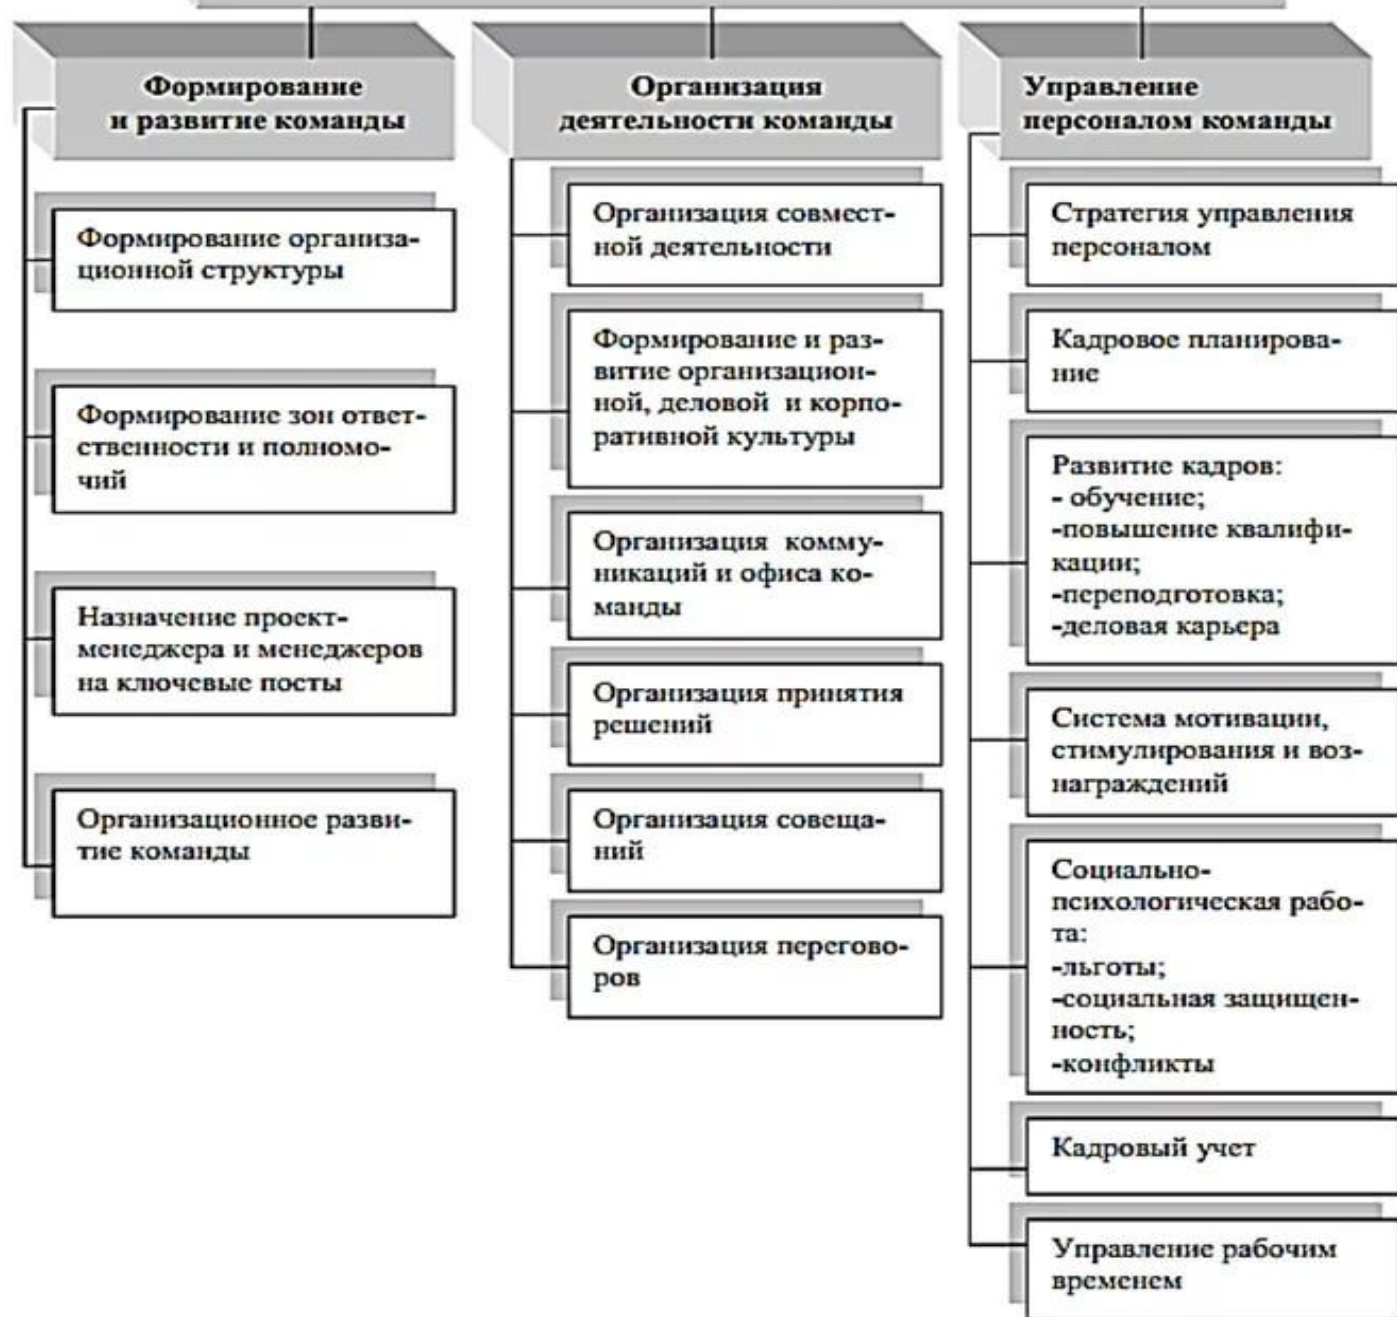 Формирование
и развитие команды
Формирование организа-
ционной структуры
Формирование зон ответ-
ственности и полномо-
чий
Назначение проект-
менеджера и менеджеров
на ключевые посты
Организационное разви-
тие команды
Организация
деятельности команды
Организация совмест-
ной деятельности
Формирование и раз-
витие организацион-
ной, деловой и корпо-
ративной культуры
Организация комму-
никаций и офиса ко-
манды
Организация принятия
решений
Организация совеща-
ний
Организация перегово-
ров
Управление
персоналом команды
Стратегия управления
персоналом
Кадровое планирова-
ние
Развитие кадров:
- обучение;
-повышение квалифи-
кации;
-переподготовка;
-деловая карьера
Система мотивации,
стимулирования и воз-
награждений
Социально-
психологическая рабо-
та:
-льготы;
-социальная защищен-
ность;
-конфликты
Кадровый учет
Управление рабочим
временем